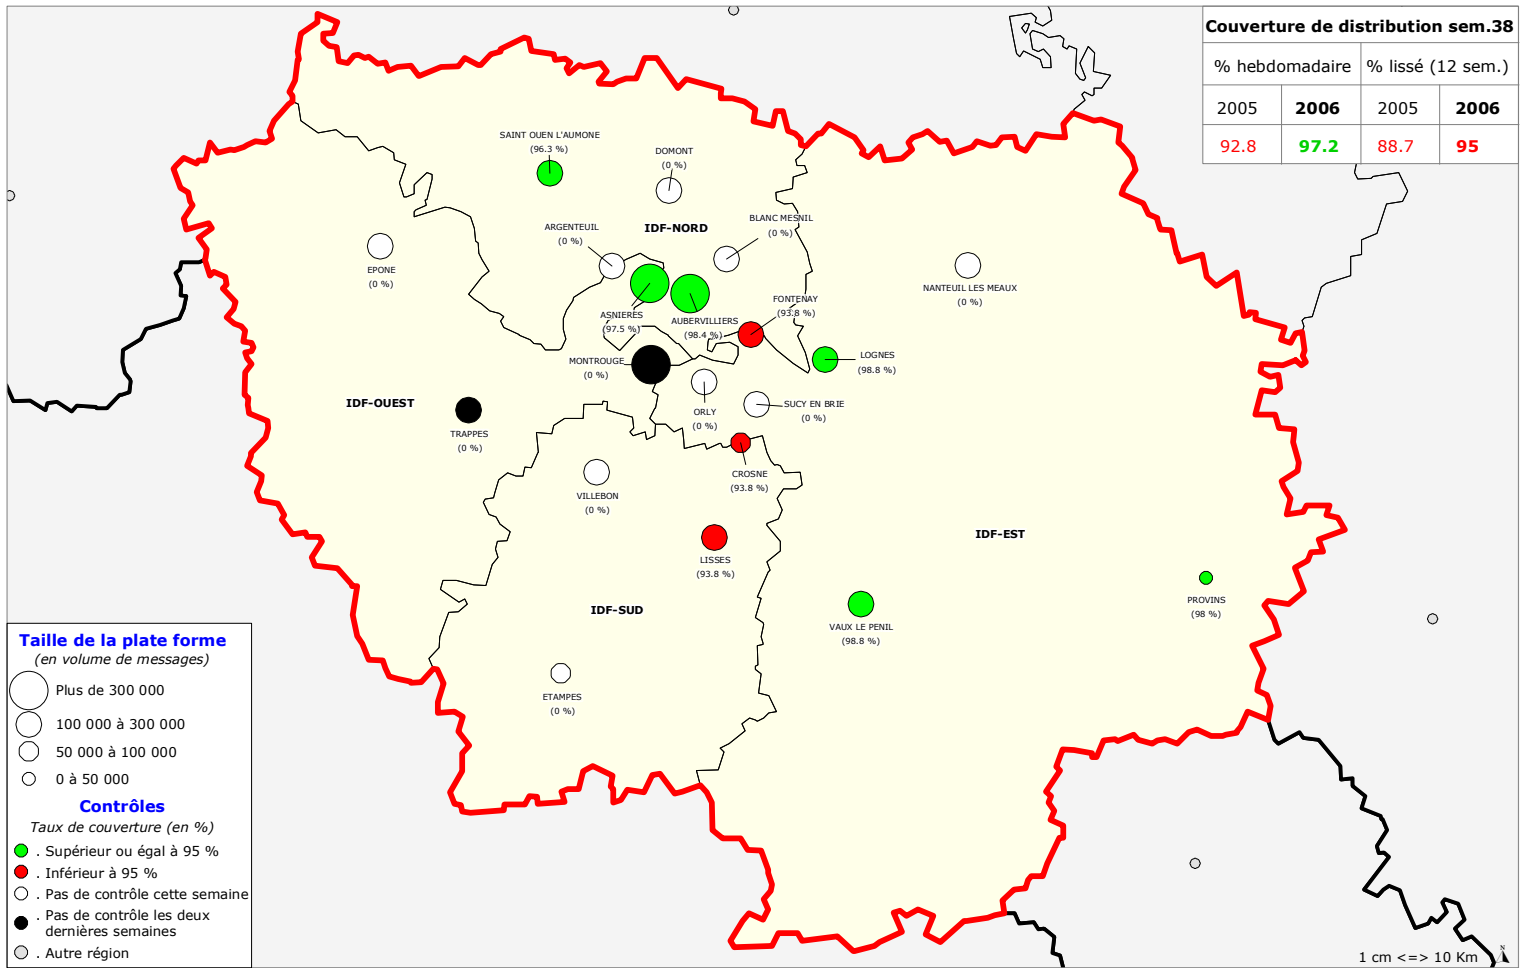 Couverture de distribution sem.38
% hebdomadaire % lissé (12 sem.)
2005 2006 2005 2006
92.8 97.2 88.7 95
SAINT OUEN L'AUMONE
(96.3 %)
DOMONT
(0 %)
ARGENTEUIL
(0 %)
IDF-NORD
BLANC MESNIL
(0 %)
EPONE
(0 %)
NANTEUIL LES MEAUX
(0 %)
ASNIERES
(97.5 %)
AUBERVILLIERS
(98.4 %)
FONTENAY
(93.8 %)
MONTROUGE
(0 %)
LOGNES
(98.8 %)
IDF-OUEST
ORLY
(0 %)
SUCY EN BRIE
(0 %)
TRAPPES
(0 %)
CROSNE
(93.8 %)
VILLEBON
(0 %)
IDF-EST
LISSES
(93.8 %)
IDF-SUD
VAUX LE PENIL
(98.8 %)
PROVINS
(98 %)
ETAMPES
(0 %)
Taille de la plate forme
(en volume de messages)
Plus de 300 000
100 000 à 300 000
50 000 à 100 000
0 à 50 000
Contrôles
Taux de couverture (en %)
. Supérieur ou égal à 95 %
. Inférieur à 95 %
. Pas de contrôle cette semaine
. Pas de contrôle les deux
dernières semaines
. Autre région
1 cm <=> 10 Km
N